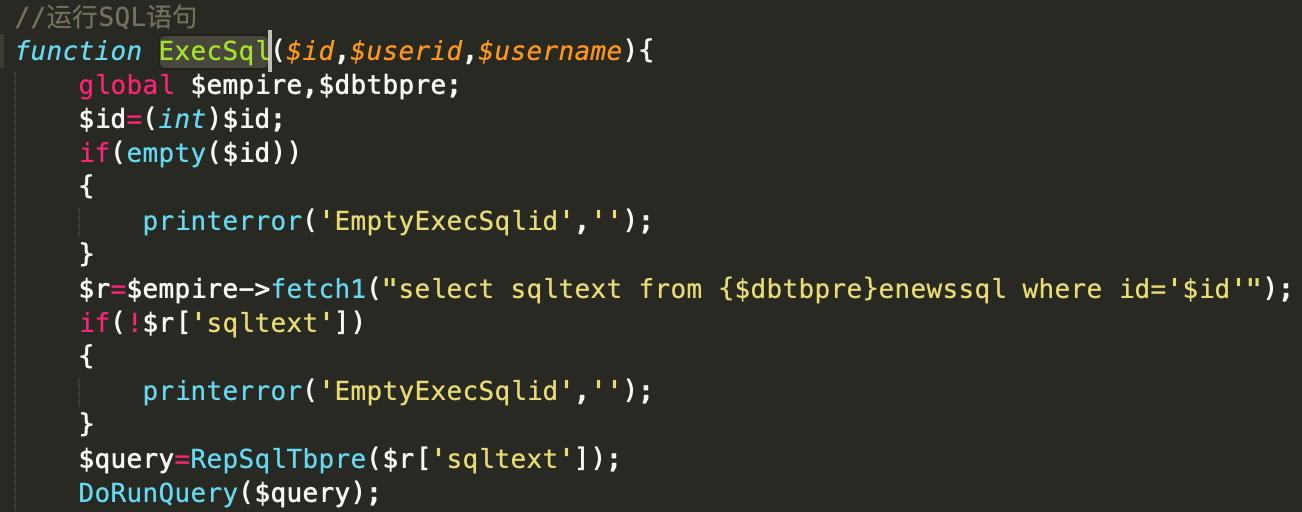 //运行SQL语句
function ExecSql($id,$userid,$username){
    global $empire,$dbtbpre;
    $id=(int)$id;
    if(empty($id))
    {
        printerror('EmptyExecSqlid','');
    }
    $r=$empire->fetch1("select sqltext from {$dbtbpre}enewssql where id='$id'");
    if(!$r['sqltext'])
    {
        printerror('EmptyExecSqlid','');
    }
    $query=RepSqlTbpre($r['sqltext']);
    DoRunQuery($query);